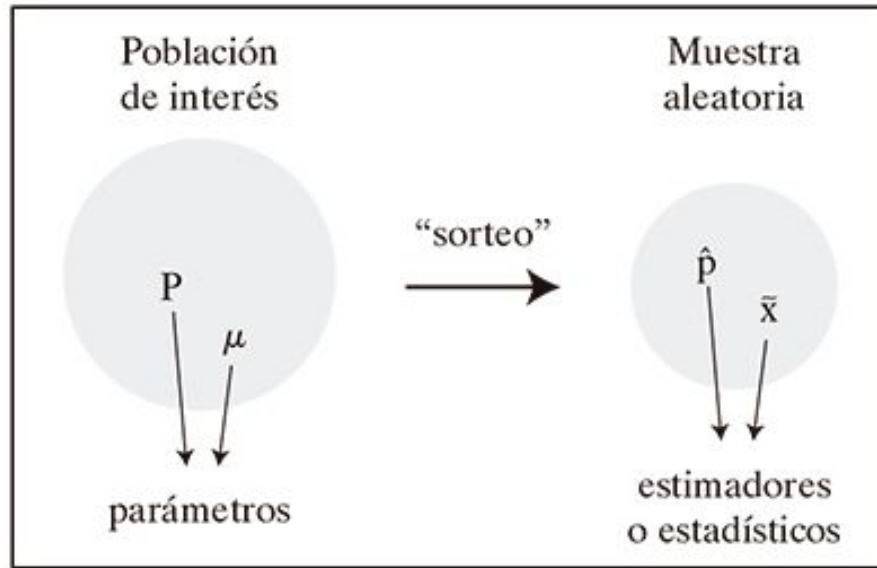 Población
de interés
Muestra
aleatoria
“sorteo”
P
μ
p̂
x̃
parámetros
estimadores
o estadísticos